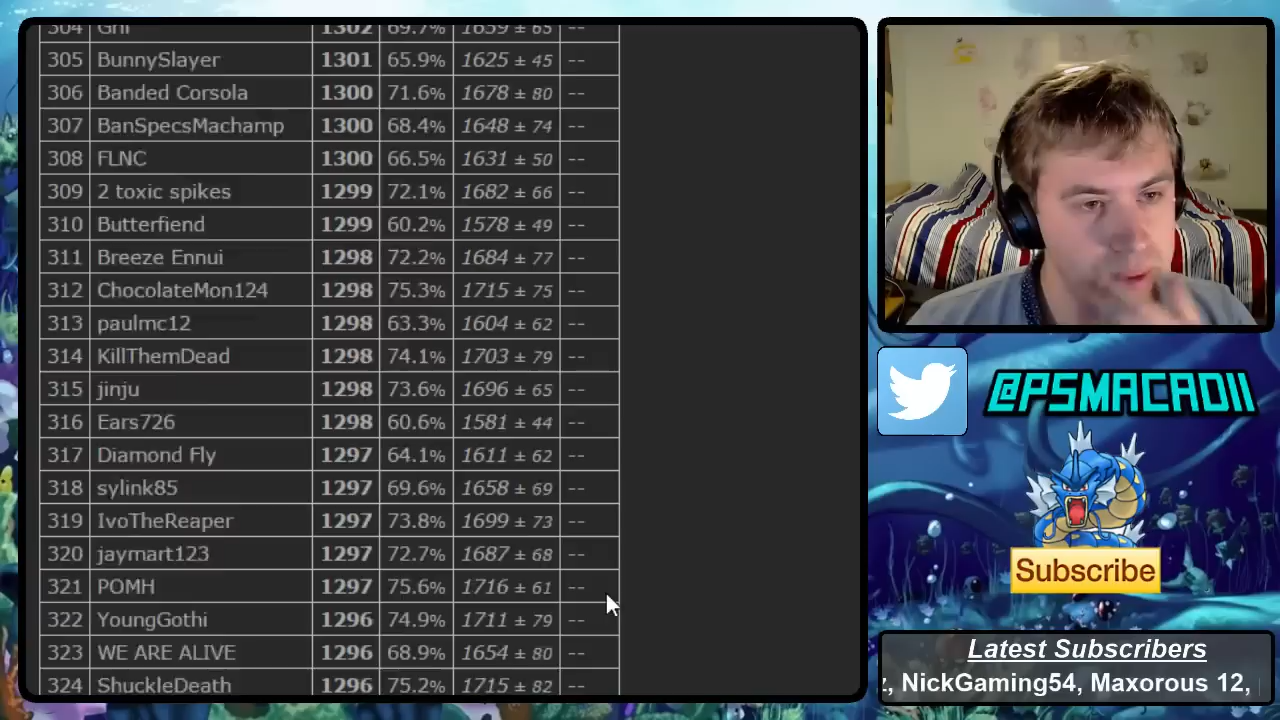 304 Ghi 1302 69.7% 1659 ± 65 --
305 BunnySlayer 1301 65.9% 1625 ± 45 --
306 Banded Corsola 1300 71.6% 1678 ± 80 --
307 BanSpecsMachamp 1300 68.4% 1648 ± 74 --
308 FLNC 1300 66.5% 1631 ± 50 --
309 2 toxic spikes 1299 72.1% 1682 ± 66 --
310 Butterfiend 1299 60.2% 1578 ± 49 --
311 Breeze Ennui 1298 72.2% 1684 ± 77 --
312 ChocolateMon124 1298 75.3% 1715 ± 75 --
313 paulmc12 1298 63.3% 1604 ± 62 --
314 KillThemDead 1298 74.1% 1703 ± 79 --
315 jinju 1298 73.6% 1696 ± 65 --
316 Ears726 1298 60.6% 1581 ± 44 --
317 Diamond Fly 1297 64.1% 1611 ± 62 --
318 sylink85 1297 69.6% 1658 ± 69 --
319 IvoTheReaper 1297 73.8% 1699 ± 73 --
320 jaymart123 1297 72.7% 1687 ± 68 --
321 POMH 1297 75.6% 1716 ± 61 --
322 YoungGothi 1296 74.9% 1711 ± 79 --
323 WE ARE ALIVE 1296 68.9% 1654 ± 80 --
324 ShuckleDeath 1296 75.2% 1715 ± 82 --
@PSMACADII
Subscribe
Latest Subscribers
z, NickGaming54, Maxorous 12,